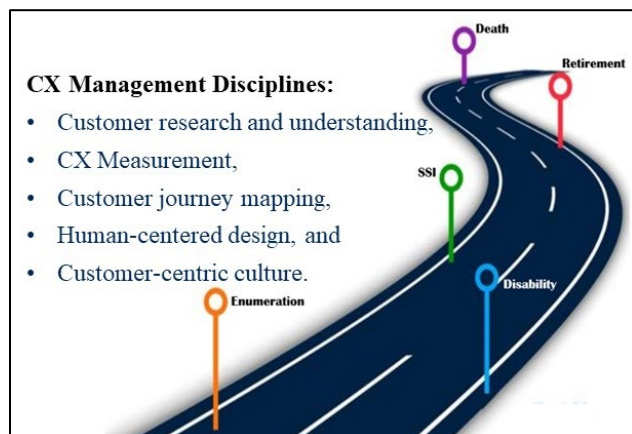 Death
Retirement
CX Management Disciplines:
• Customer research and understanding,
• CX Measurement,
• Customer journey mapping,
• Human-centered design, and
• Customer-centric culture.
SSI
Disability
Enumeration